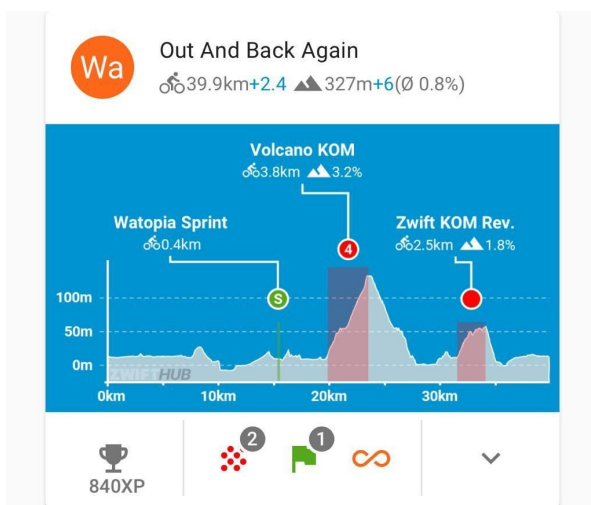 Wa
Out And Back Again
39.9km+2.4 327m+6(Ø 0.8%)
Volcano KOM
3.8km 3.2%
Watopia Sprint
0.4km
Zwift KOM Rev.
2.5km 1.8%
4
S
100m
50m
0m
ZWIFTHUB
0km
10km
20km
30km
2
1
840XP